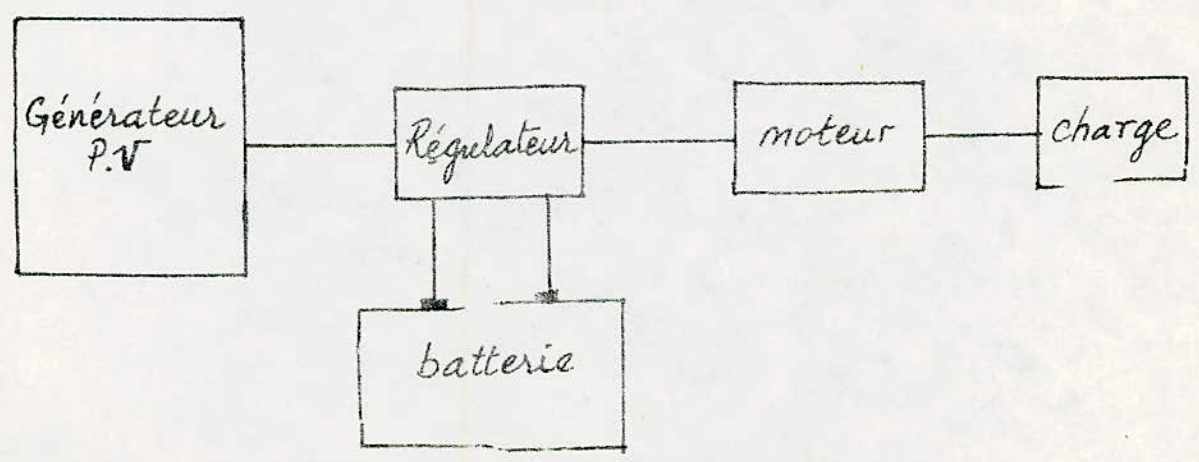 Générateur
P.V
Régulateur
moteur
charge
batterie